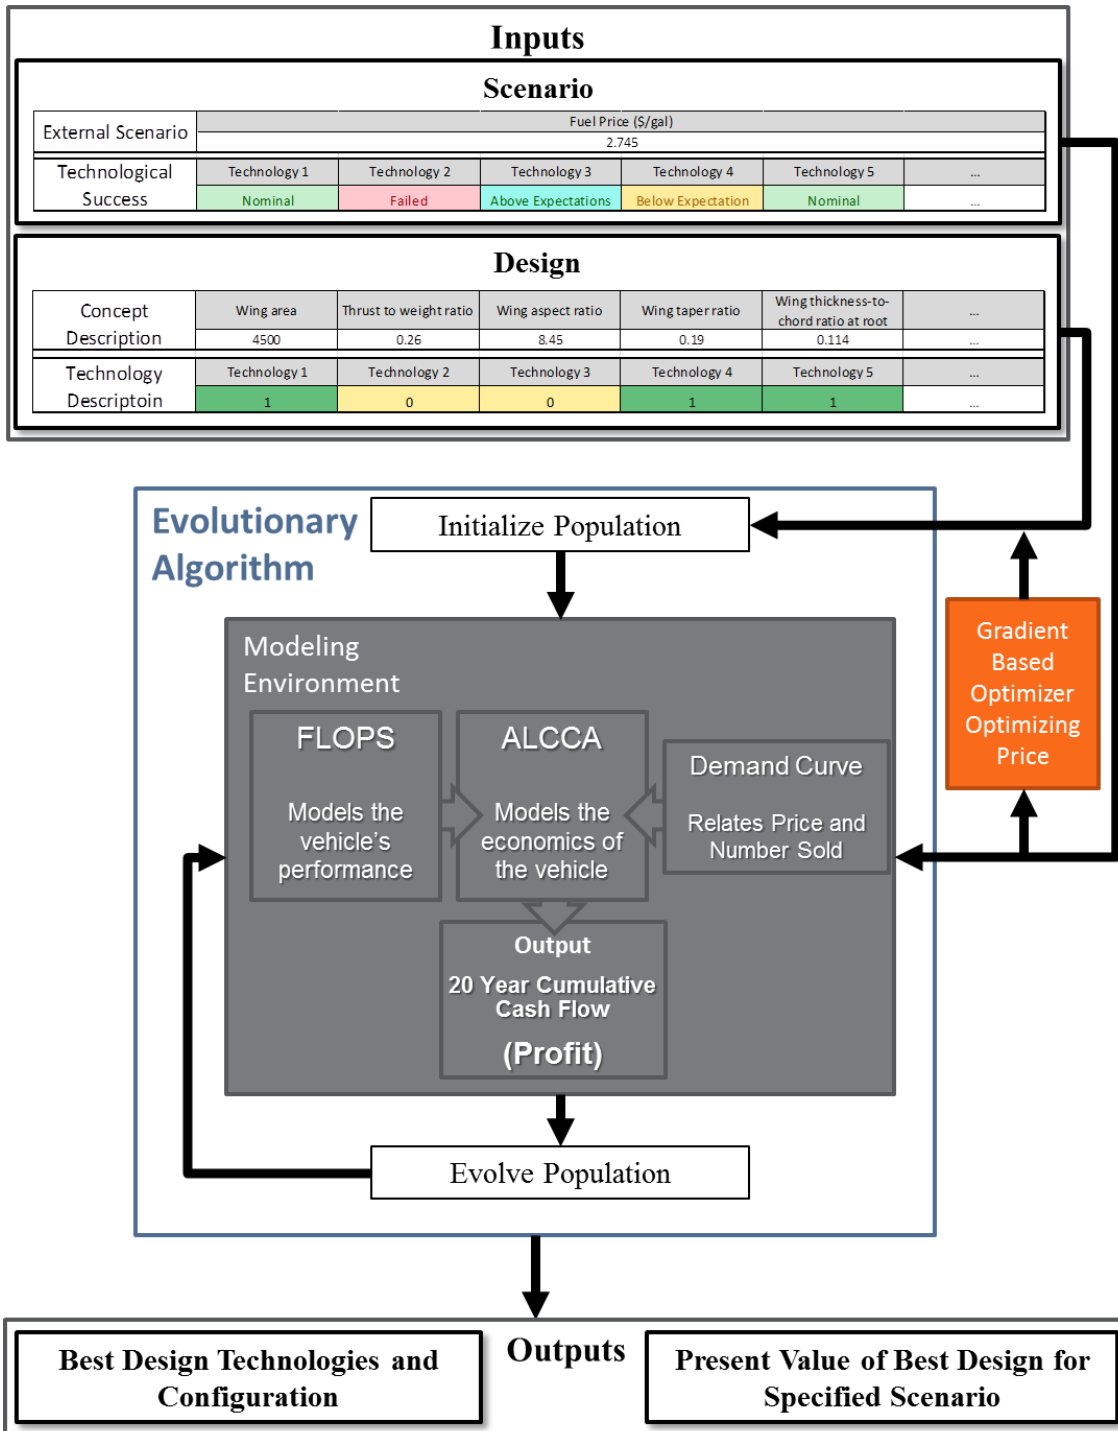 Inputs
Scenario
External Scenario
Fuel Price ($/gal)
2.745
Technological
Success
Technology 1 Technology 2 Technology 3 Technology 4 Technology 5 ...
Nominal Failed Above Expectations Below Expectation Nominal ...
Design
Concept
Description
Wing area Thrust to weight ratio Wing aspect ratio Wing taper ratio Wing thickness-to-
chord ratio at root ...
4500 0.26 8.45 0.19 0.114 ...
Technology
Descriptoin
Technology 1 Technology 2 Technology 3 Technology 4 Technology 5 ...
1 0 0 1 1 ...
Evolutionary
Algorithm
Initialize Population
Modeling
Environment
FLOPS
Models the
vehicle's
performance
ALCCA
Models the
economics of
the vehicle
Demand Curve
Relates Price and
Number Sold
Output
20 Year Cumulative
Cash Flow
(Profit)
Gradient
Based
Optimizer
Optimizing
Price
Evolve Population
Outputs
Best Design Technologies and
Configuration
Present Value of Best Design for
Specified Scenario